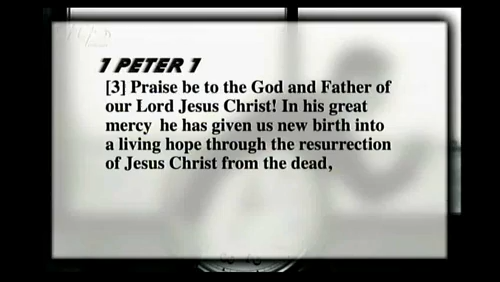 1 PETER 1
[3] Praise be to the God and Father of
our Lord Jesus Christ! In his great
mercy he has given us new birth into
a living hope through the resurrection
of Jesus Christ from the dead,